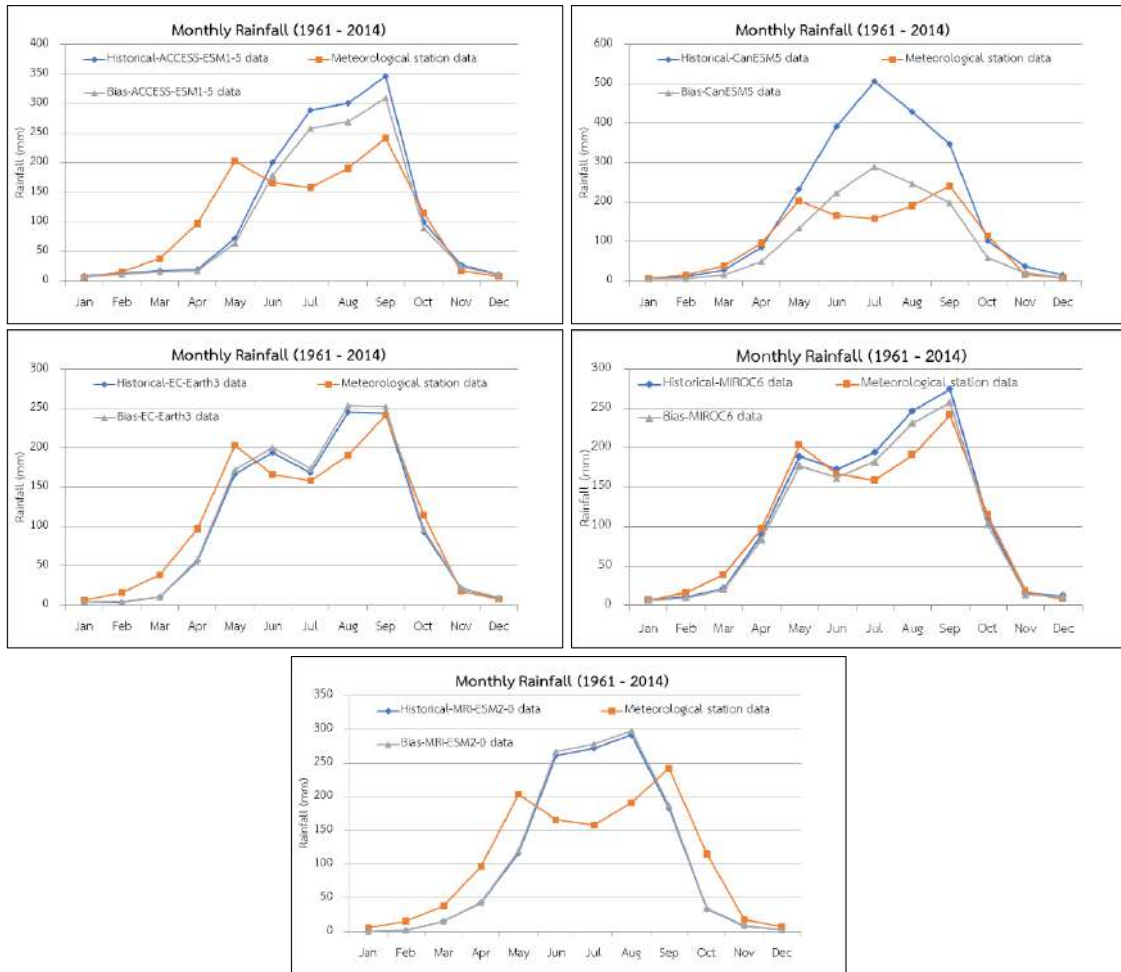 Monthly Rainfall (1961 - 2014)
400
Historical-ACCESS-ESM1-5 data
Meteorological station data
350
Bias-ACCESS-ESM1-5 data
300
250
200
150
100
50
0
Rainfall (mm)
Jan Feb Mar Apr May Jun Jul Aug Sep Oct Nov Dec
Monthly Rainfall (1961 - 2014)
600
Historical-CanESM5 data
Meteorological station data
500
Bias-CanESM5 data
400
300
200
100
0
Rainfall (mm)
Jan Feb Mar Apr May Jun Jul Aug Sep Oct Nov Dec
Monthly Rainfall (1961 - 2014)
300
Historical-EC-Earth3 data
Meteorological station data
250
Bias-EC-Earth3 data
200
150
100
50
0
Rainfall (mm)
Jan Feb Mar Apr May Jun Jul Aug Sep Oct Nov Dec
Monthly Rainfall (1961 - 2014)
300
Historical-MIROC6 data
Meteorological station data
250
Bias-MIROC6 data
200
150
100
50
0
Rainfall (mm)
Jan Feb Mar Apr May Jun Jul Aug Sep Oct Nov Dec
Monthly Rainfall (1961 - 2014)
350
Historical-MRI-ESM2-0 data
Meteorological station data
300
Bias-MRI-ESM2-0 data
250
200
150
100
50
0
Rainfall (mm)
Jan Feb Mar Apr May Jun Jul Aug Sep Oct Nov Dec